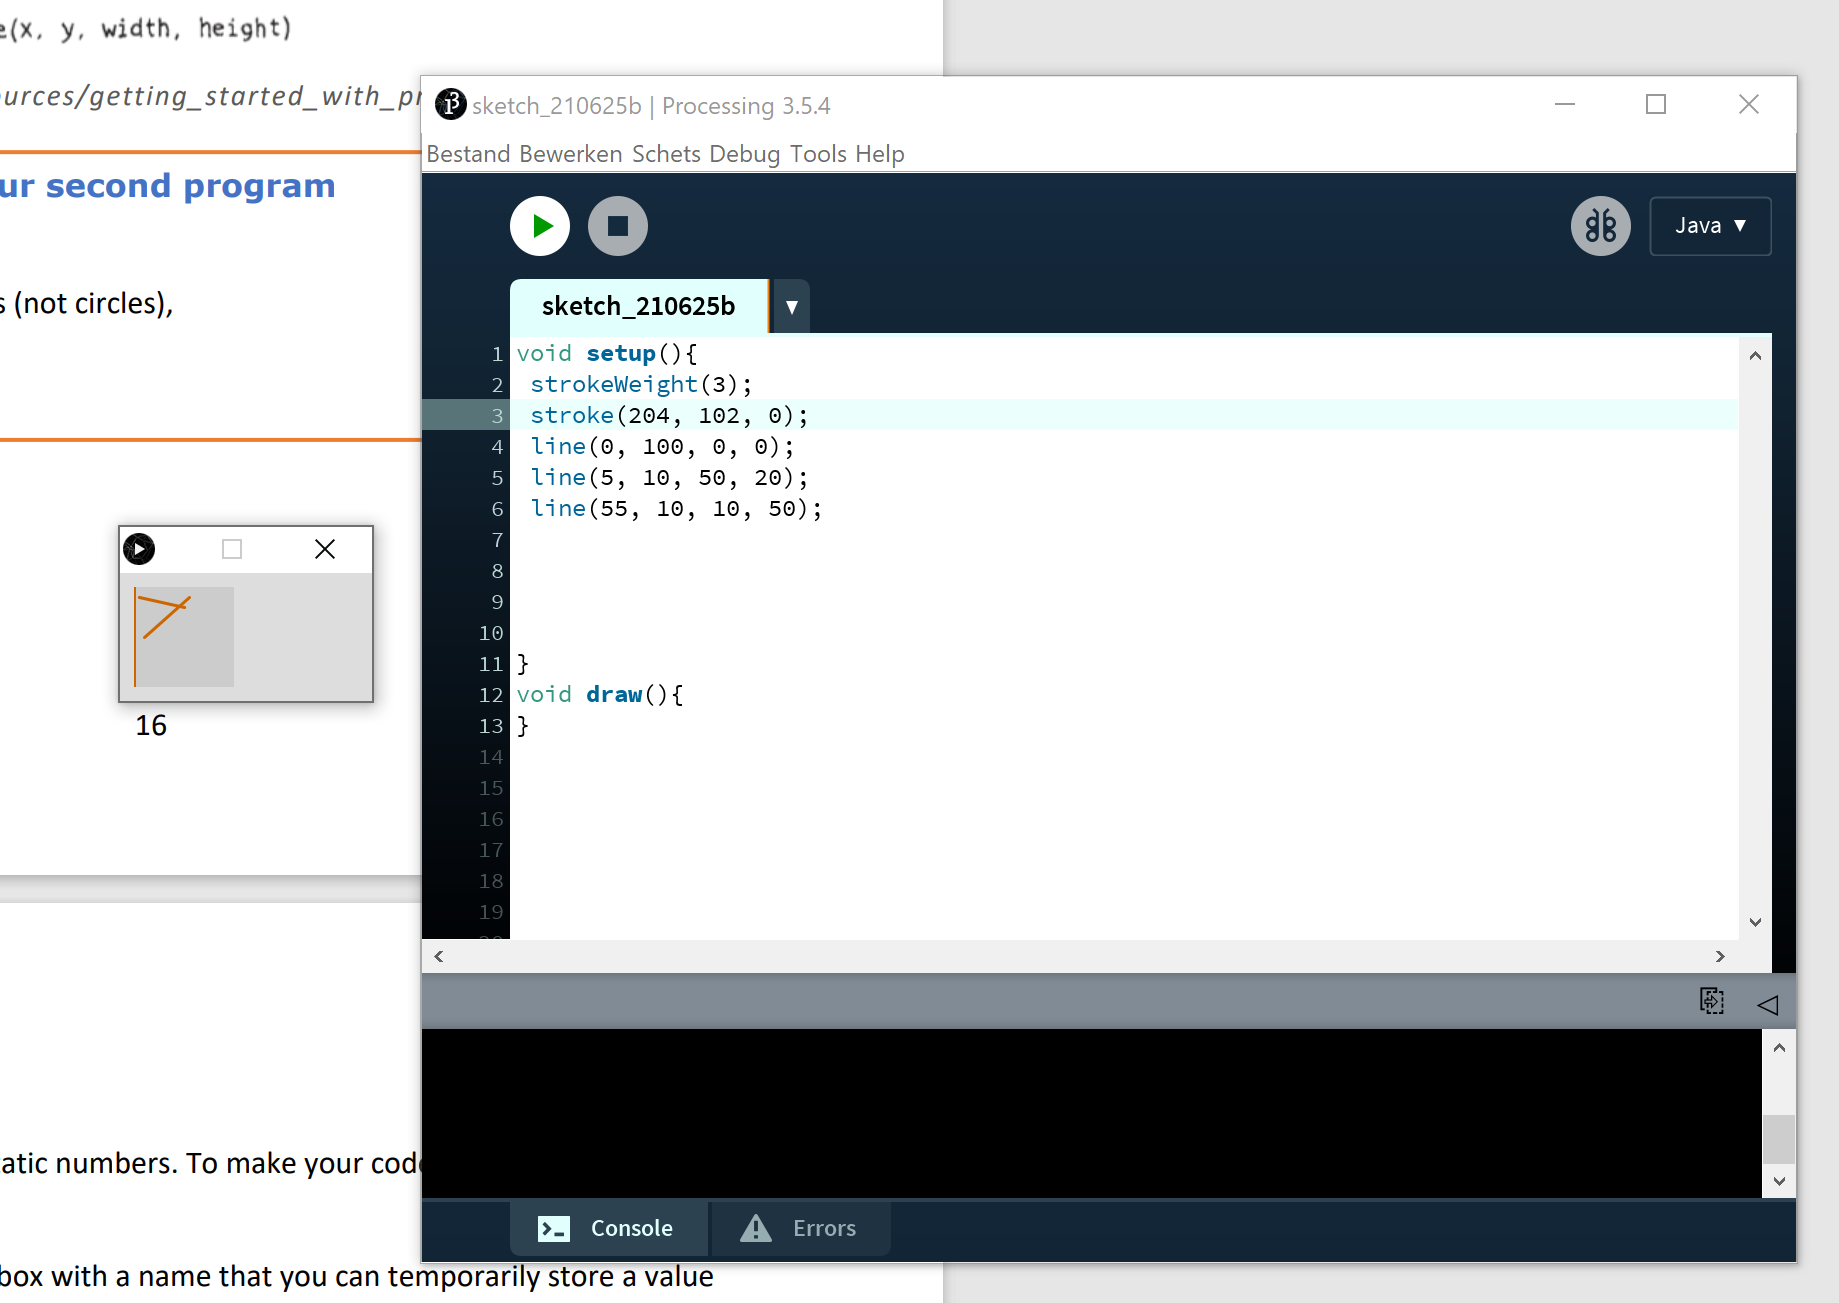 e(x, y, width, height)
urces/getting_started_with_pr
ur second program
s (not circles),
16
atic numbers. To make your code
box with a name that you can temporarily store a value
sketch_210625b | Processing 3.5.4
Bestand Bewerken Schets Debug Tools Help
Java ▼
sketch_210625b ▼
1 void setup(){
2 strokeWeight(3);
3 stroke(204, 102, 0);
4 line(0, 100, 0, 0);
5 line(5, 10, 50, 20);
6 line(55, 10, 10, 50);
7
8
9
10
11 }
12 void draw(){
13 }
14
15
16
17
18
19
Console
Errors